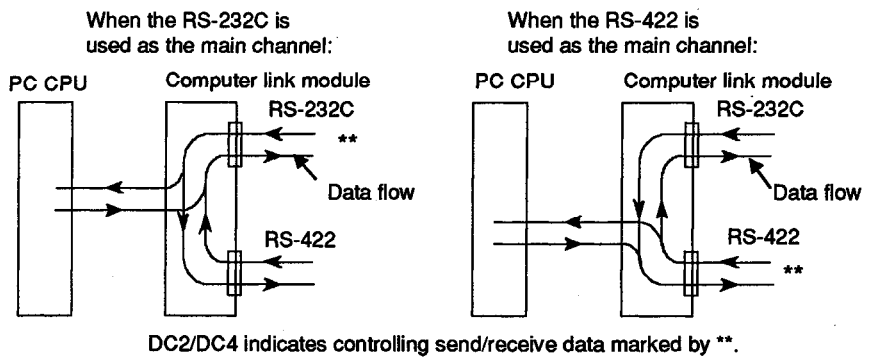 When the RS-232C is
used as the main channel:
PC CPU
Computer link module
RS-232C
**
Data flow
RS-422
When the RS-422 is
used as the main channel:
PC CPU
Computer link module
RS-232C
Data flow
RS-422
**
DC2/DC4 indicates controlling send/receive data marked by **.